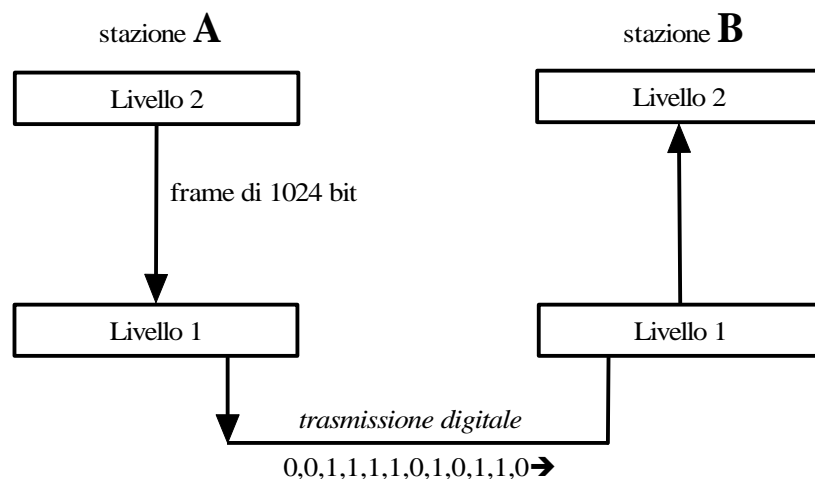 stazione A
stazione B
Livello 2
Livello 2
frame di 1024 bit
Livello 1
Livello 1
trasmissione digitale
0,0,1,1,1,1,0,1,0,1,1,0➔